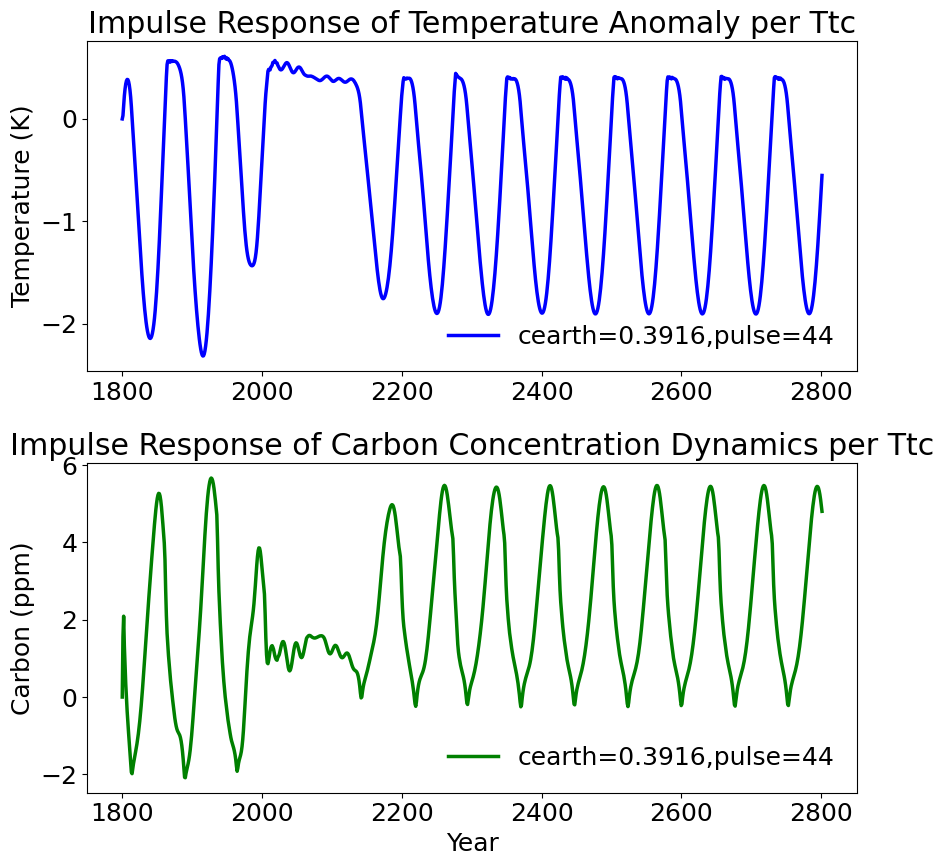 Impulse Response of Temperature Anomaly per Ttc
Temperature (K)
0
−1
−2
cearth=0.3916,pulse=44
1800 2000 2200 2400 2600 2800
Impulse Response of Carbon Concentration Dynamics per Ttc
Carbon (ppm)
6
4
2
0
−2
cearth=0.3916,pulse=44
1800 2000 2200 2400 2600 2800
Year